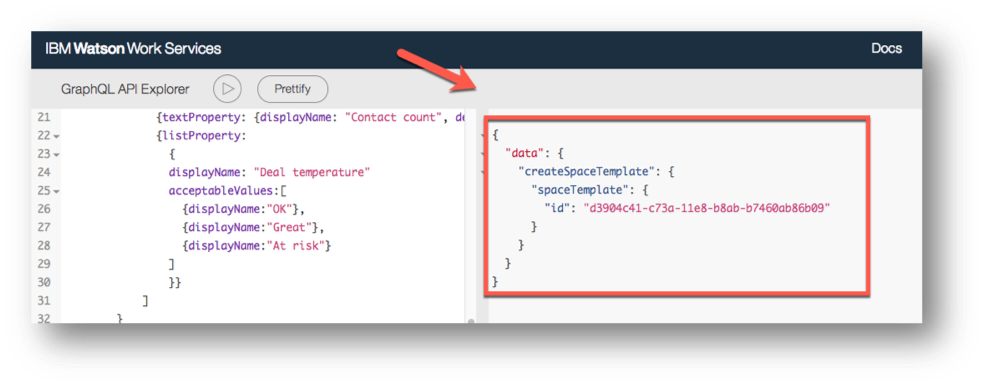 IBM Watson Work Services
Docs
GraphQL API Explorer
Prettify
21 {textProperty: {displayName: "Contact count", de
22 {listProperty:
23 {
24 displayName: "Deal temperature"
25 acceptableValues:[
26 {displayName:"OK"},
27 {displayName:"Great"},
28 {displayName:"At risk"}
29 ]
30 }}
31 ]
32 }
{
"data": {
"createSpaceTemplate": {
"spaceTemplate": {
"id": "d3904c41-c73a-11e8-b8ab-b7460ab86b09"
}
}
}
}